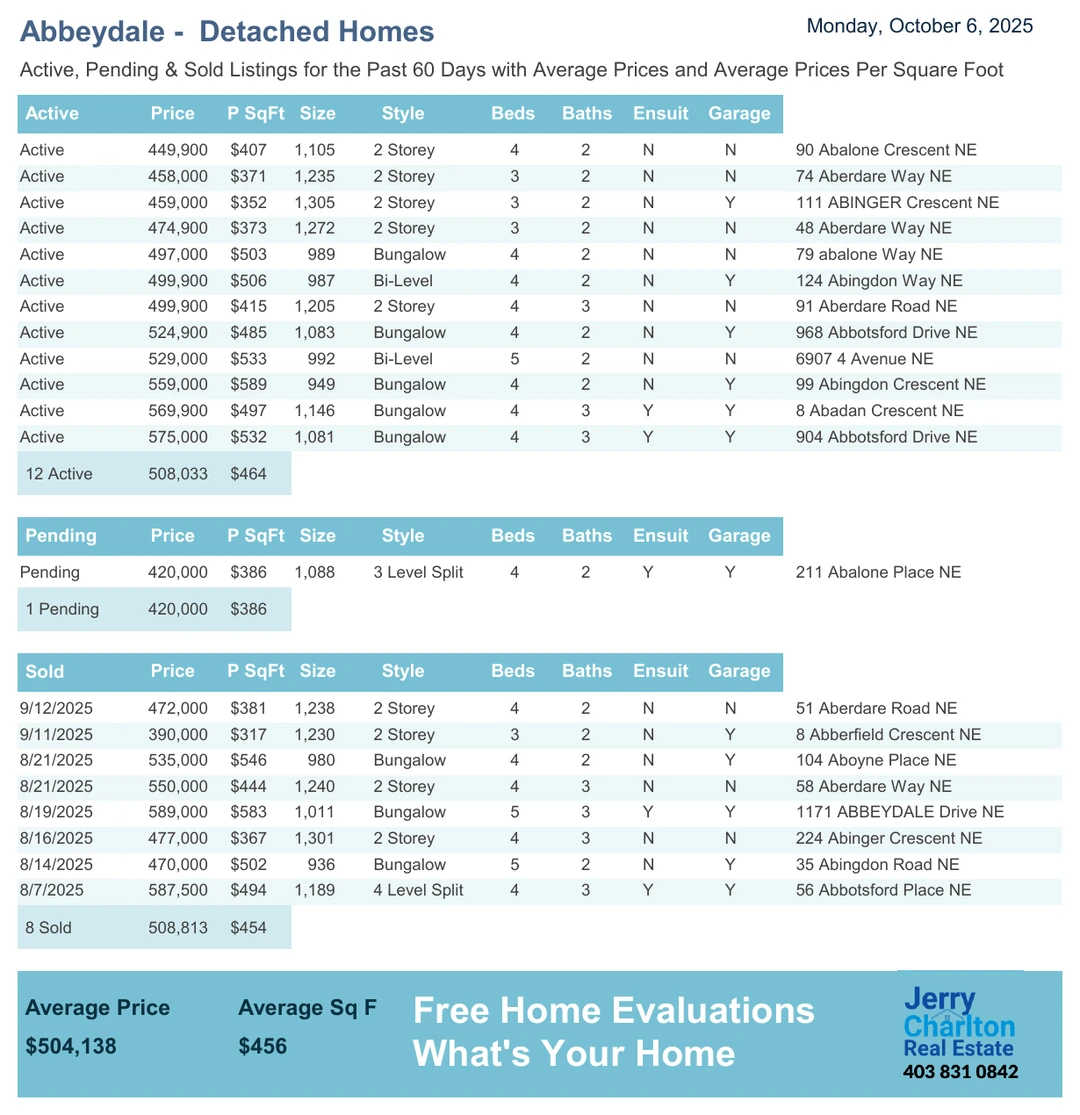 Abbeydale - Detached Homes
Monday, October 6, 2025
Active, Pending & Sold Listings for the Past 60 Days with Average Prices and Average Prices Per Square Foot
Active Price P SqFt Size Style Beds Baths Ensuit Garage
Active 449,900 $407 1,105 2 Storey 4 2 N N 90 Abalone Crescent NE
Active 458,000 $371 1,235 2 Storey 3 2 N N 74 Aberdare Way NE
Active 459,000 $352 1,305 2 Storey 3 2 N Y 111 ABINGER Crescent NE
Active 474,900 $373 1,272 2 Storey 3 2 N N 48 Aberdare Way NE
Active 497,000 $503 989 Bungalow 4 2 N N 79 abalone Way NE
Active 499,900 $506 987 Bi-Level 4 2 N Y 124 Abingdon Way NE
Active 499,900 $415 1,205 2 Storey 4 3 N N 91 Aberdare Road NE
Active 524,900 $485 1,083 Bungalow 4 2 N Y 968 Abbotsford Drive NE
Active 529,000 $533 992 Bi-Level 5 2 N N 6907 4 Avenue NE
Active 559,000 $589 949 Bungalow 4 2 N Y 99 Abingdon Crescent NE
Active 569,900 $497 1,146 Bungalow 4 3 Y Y 8 Abadan Crescent NE
Active 575,000 $532 1,081 Bungalow 4 3 Y Y 904 Abbotsford Drive NE
12 Active 508,033 $464
Pending Price P SqFt Size Style Beds Baths Ensuit Garage
Pending 420,000 $386 1,088 3 Level Split 4 2 Y Y 211 Abalone Place NE
1 Pending 420,000 $386
Sold Price P SqFt Size Style Beds Baths Ensuit Garage
9/12/2025 472,000 $381 1,238 2 Storey 4 2 N N 51 Aberdare Road NE
9/11/2025 390,000 $317 1,230 2 Storey 3 2 N Y 8 Abberfield Crescent NE
8/21/2025 535,000 $546 980 Bungalow 4 2 N Y 104 Aboyne Place NE
8/21/2025 550,000 $444 1,240 2 Storey 4 3 N N 58 Aberdare Way NE
8/19/2025 589,000 $583 1,011 Bungalow 5 3 Y Y 1171 ABBEYDALE Drive NE
8/16/2025 477,000 $367 1,301 2 Storey 4 3 N N 224 Abinger Crescent NE
8/14/2025 470,000 $502 936 Bungalow 5 2 N Y 35 Abingdon Road NE
8/7/2025 587,500 $494 1,189 4 Level Split 4 3 Y Y 56 Abbotsford Place NE
8 Sold 508,813 $454
Average Price Average Sq F
$504,138 $456
Free Home Evaluations
What's Your Home
Jerry
Charlton
Real Estate
403 831 0842